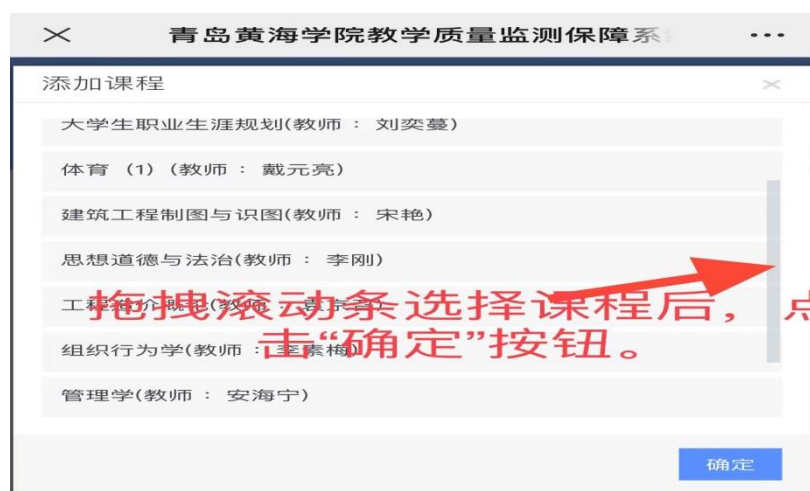 青岛黄海学院教学质量监测保障系
添加课程
大学生职业生涯规划(教师 : 刘奕蔓)
体育 (1) (教师 : 戴元亮)
建筑工程制图与识图(教师 : 宋艳)
思想道德与法治(教师 : 李刚)
工程造价概论(教师 :
拖拽滚动条选择课程后，点
击“确定”按钮。
组织行为学(教师 : 李素梅)
管理学(教师 : 安海宁)
确定